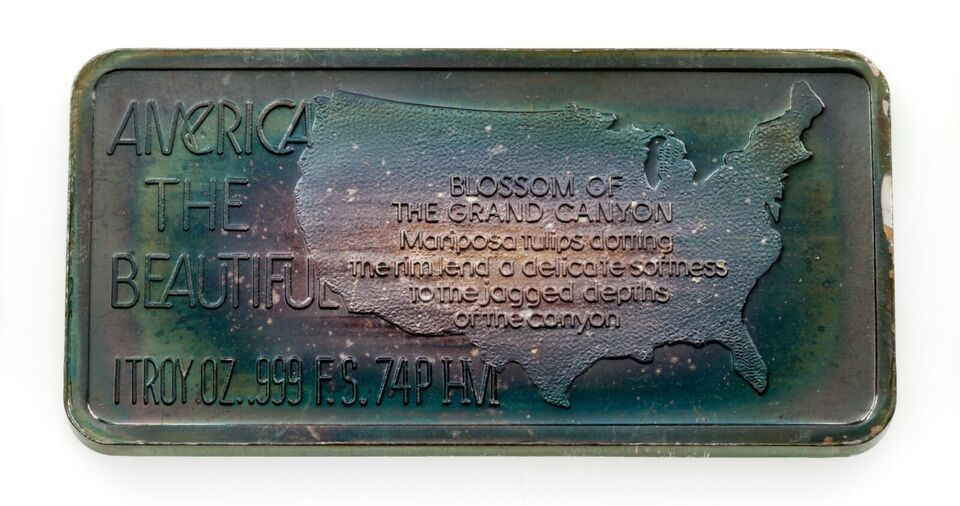 AMERICA
THE
BEAUTIFUL
1 TROY.OZ..999 F.S. 74P HM
BLOSSOM OF
THE GRAND CANYON
Mariposa tulips dotting
the rim lend a delicate softness
to the jagged depths
of the canyon